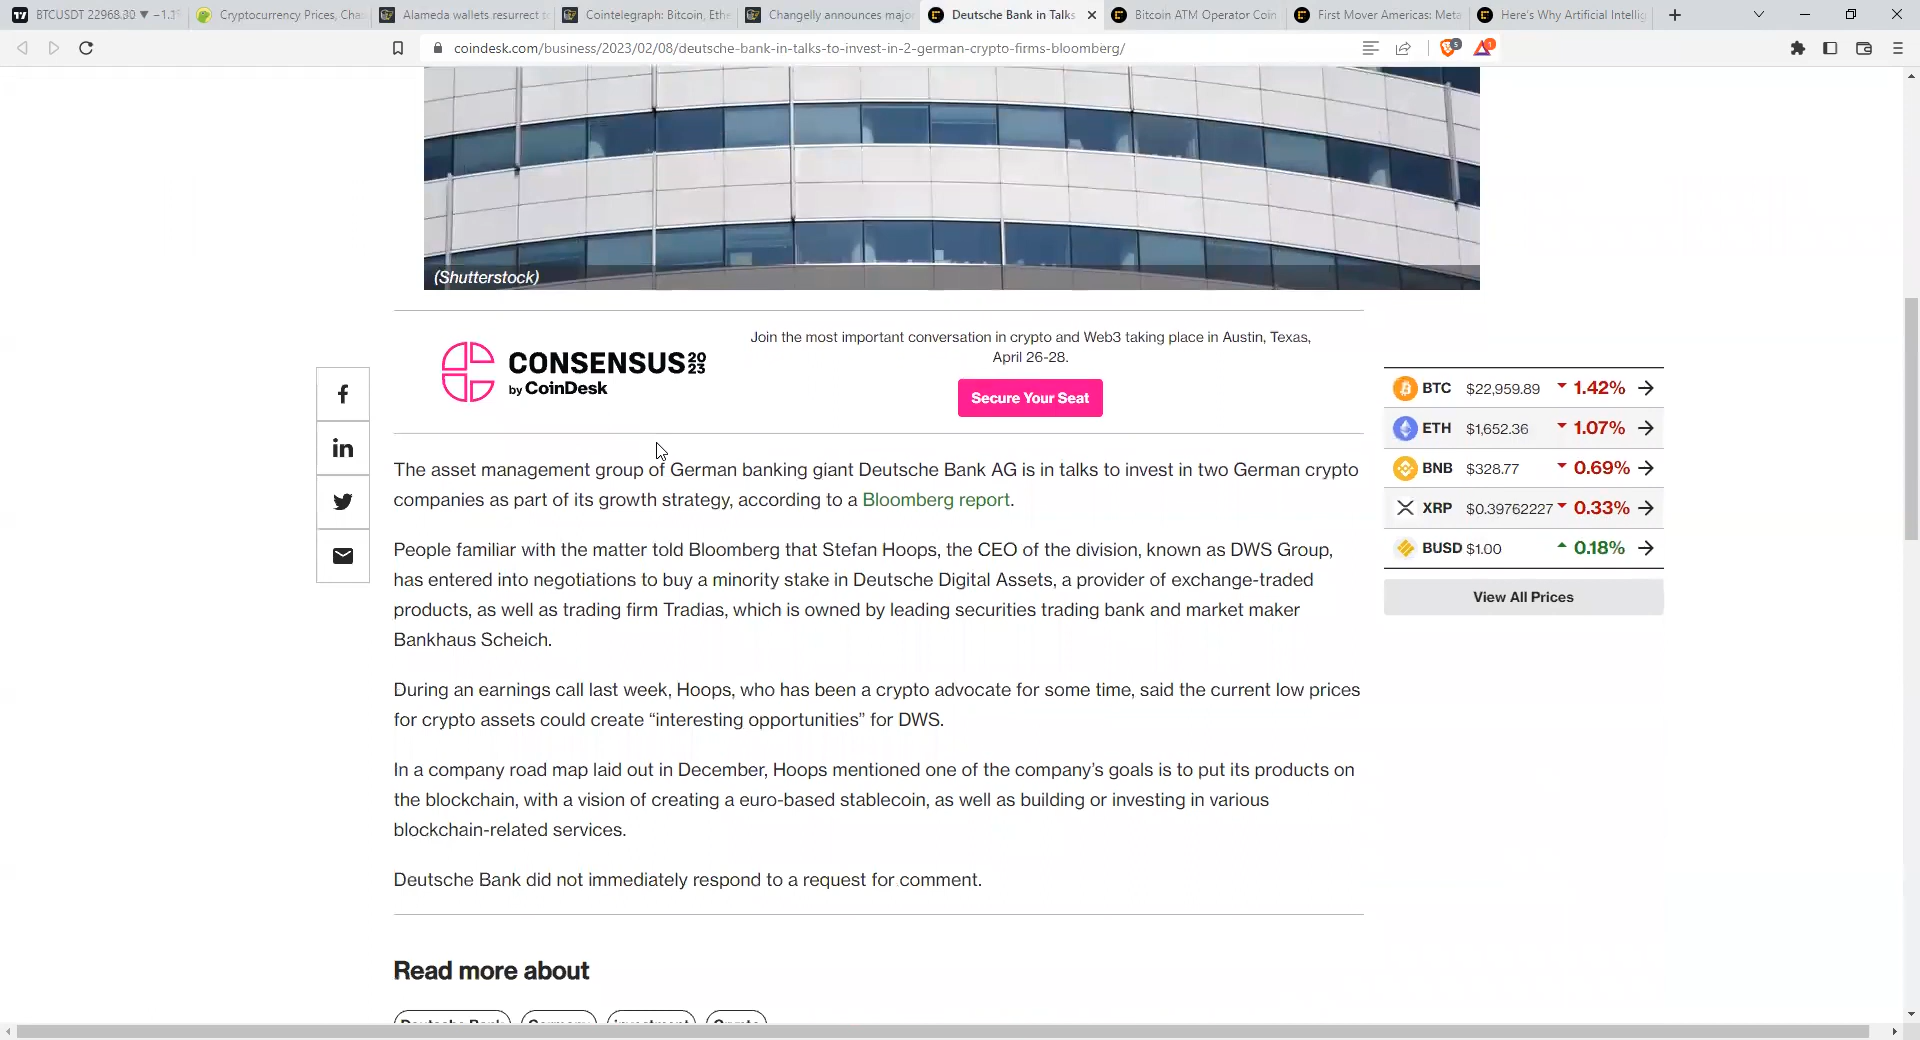 BTCUSDT 22968.30 ▼ −1.3
Cryptocurrency Prices, Cha
Alameda wallets resurrect
Cointelegraph: Bitcoin, Ethe
Changelly announces major
Deutsche Bank in Talks
Bitcoin ATM Operator Coin
First Mover Americas: Meta
Here's Why Artificial Intellig
coindesk.com/business/2023/02/08/deutsche-bank-in-talks-to-invest-in-2-german-crypto-firms-bloomberg/
5
1
(Shutterstock)
CONSENSUS 2023
by CoinDesk
Join the most important conversation in crypto and Web3 taking place in Austin, Texas,
April 26-28.
Secure Your Seat
BTC $22,959.89 1.42%
ETH $1,652.36 1.07%
BNB $328.77 0.69%
XRP $0.39762227 0.33%
BUSD $1.00 0.18%
View All Prices
The asset management group of German banking giant Deutsche Bank AG is in talks to invest in two German crypto
companies as part of its growth strategy, according to a Bloomberg report.
People familiar with the matter told Bloomberg that Stefan Hoops, the CEO of the division, known as DWS Group,
has entered into negotiations to buy a minority stake in Deutsche Digital Assets, a provider of exchange-traded
products, as well as trading firm Tradias, which is owned by leading securities trading bank and market maker
Bankhaus Scheich.
During an earnings call last week, Hoops, who has been a crypto advocate for some time, said the current low prices
for crypto assets could create “interesting opportunities” for DWS.
In a company road map laid out in December, Hoops mentioned one of the company’s goals is to put its products on
the blockchain, with a vision of creating a euro-based stablecoin, as well as building or investing in various
blockchain-related services.
Deutsche Bank did not immediately respond to a request for comment.
Read more about
Deutsche Bank Germany investment Crypto